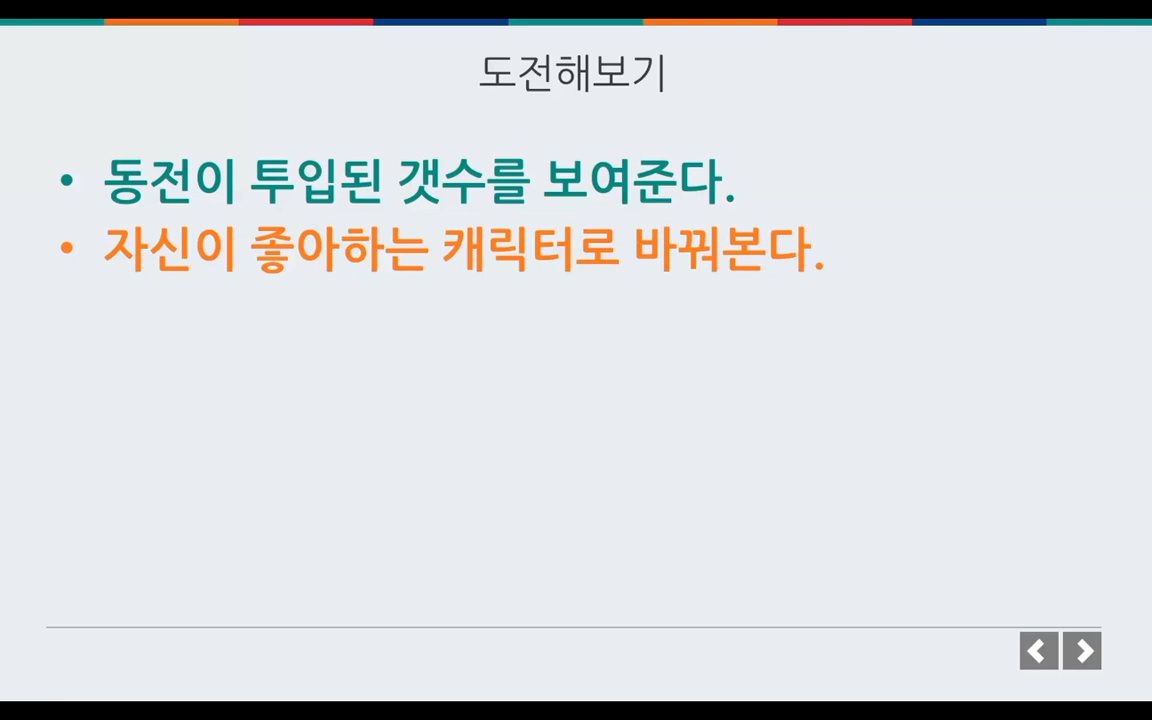 도전해보기
• 동전이 투입된 갯수를 보여준다.
• 자신이 좋아하는 캐릭터로 바꿔본다.